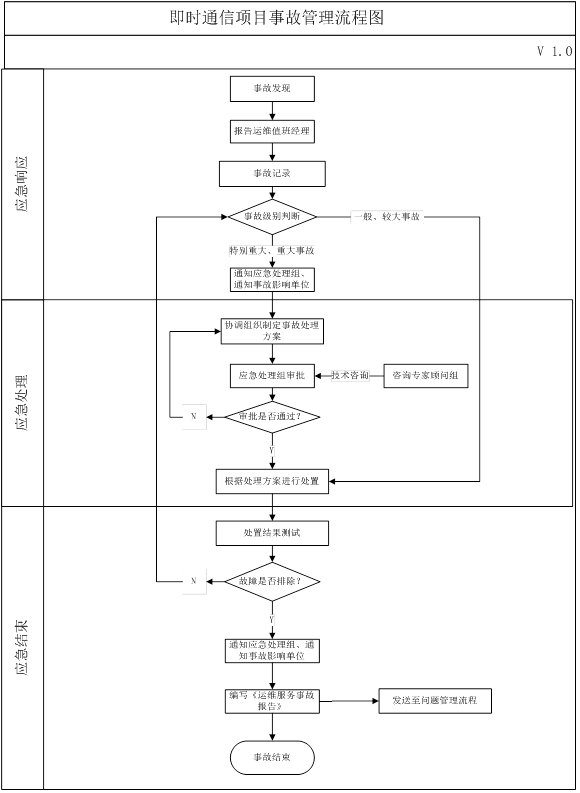 即时通信项目事故管理流程图
V 1.0
应急响应
事故发现
报告运维值班经理
事故记录
事故级别判断
一般、较大事故
特别重大、重大事故
通知应急处理组、
通知事故影响单位
应急处理
协调组织制定事故处理
方案
应急处理组审批
技术咨询
咨询专家顾问组
审批是否通过?
N
Y
根据处理方案进行处置
应急结束
处置结果测试
故障是否排除?
N
Y
通知应急处理组、通
知事故影响单位
编写《运维服务事故
报告》
发送至问题管理流程
事故结束